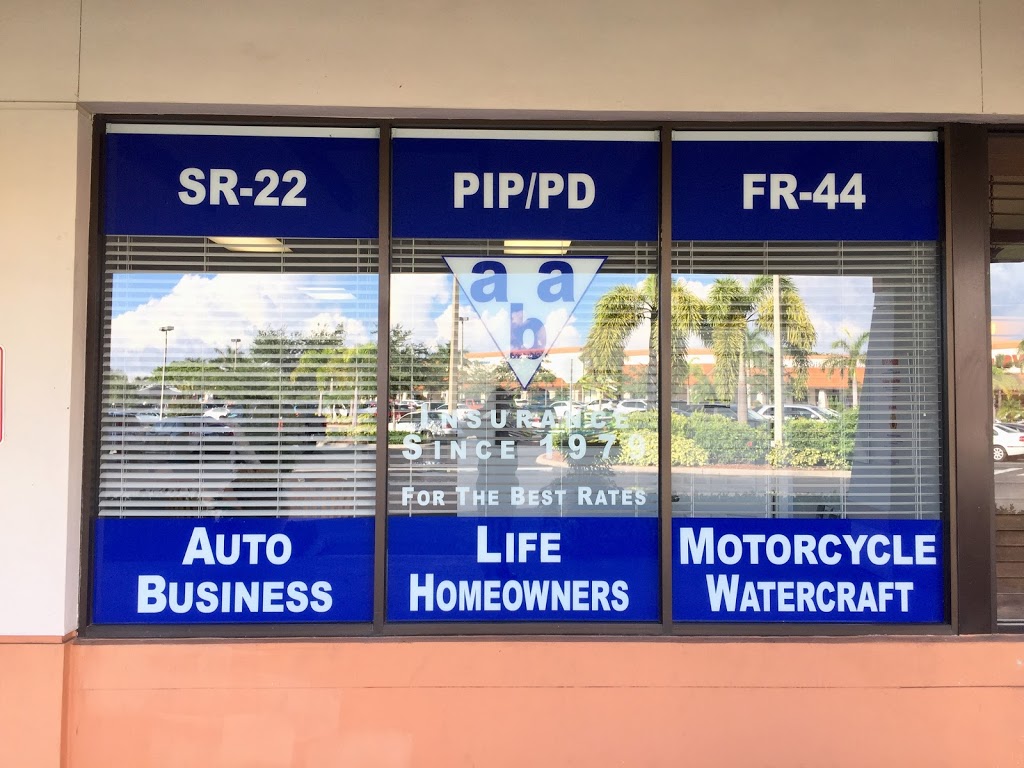 SR-22
PIP/PD
FR-44
a a
b
INSURANCE
SINCE 1979
FOR THE BEST RATES
AUTO
BUSINESS
LIFE
HOMEOWNERS
MOTORCYCLE
WATERCRAFT